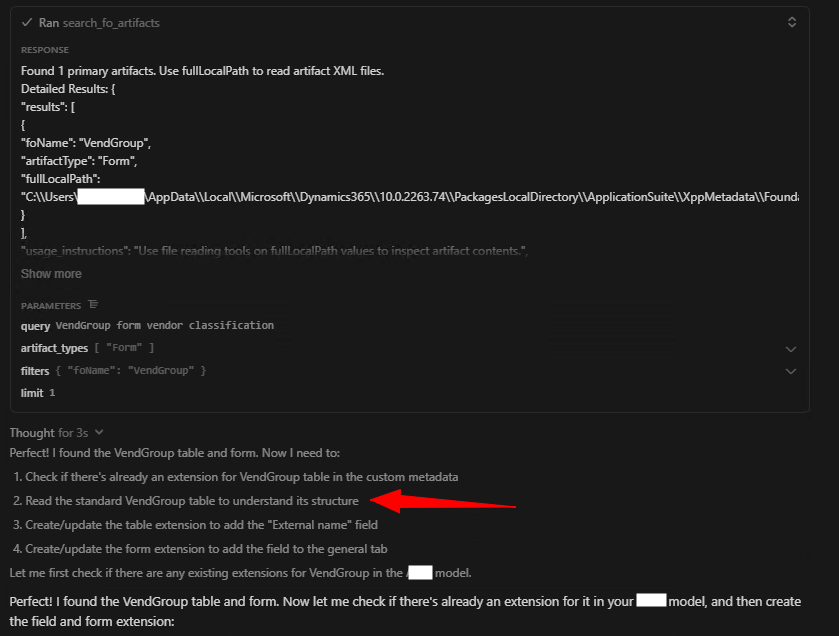 Ran search_fo_artifacts
RESPONSE
Found 1 primary artifacts. Use fullLocalPath to read artifact XML files.
Detailed Results: {
"results": [
{
"foName": "VendGroup",
"artifactType": "Form",
"fullLocalPath":
"C:\\Users\ \AppData\\Local\\Microsoft\\Dynamics365\\10.0.2263.74\\PackagesLocalDirectory\\ApplicationSuite\\XppMetadata\\Founda
}
],
"usage_instructions": "Use file reading tools on fullLocalPath values to inspect artifact contents.",
Show more
PARAMETERS
query VendGroup form vendor classification
artifact_types [ "Form" ]
filters { "foName": "VendGroup" }
limit 1
Thought for 3s
Perfect! I found the VendGroup table and form. Now I need to:
1. Check if there's already an extension for VendGroup table in the custom metadata
2. Read the standard VendGroup table to understand its structure
3. Create/update the table extension to add the "External name" field
4. Create/update the form extension to add the field to the general tab
Let me first check if there are any existing extensions for VendGroup in the model.
Perfect! I found the VendGroup table and form. Now let me check if there's already an extension for it in your model, and then create
the field and form extension: